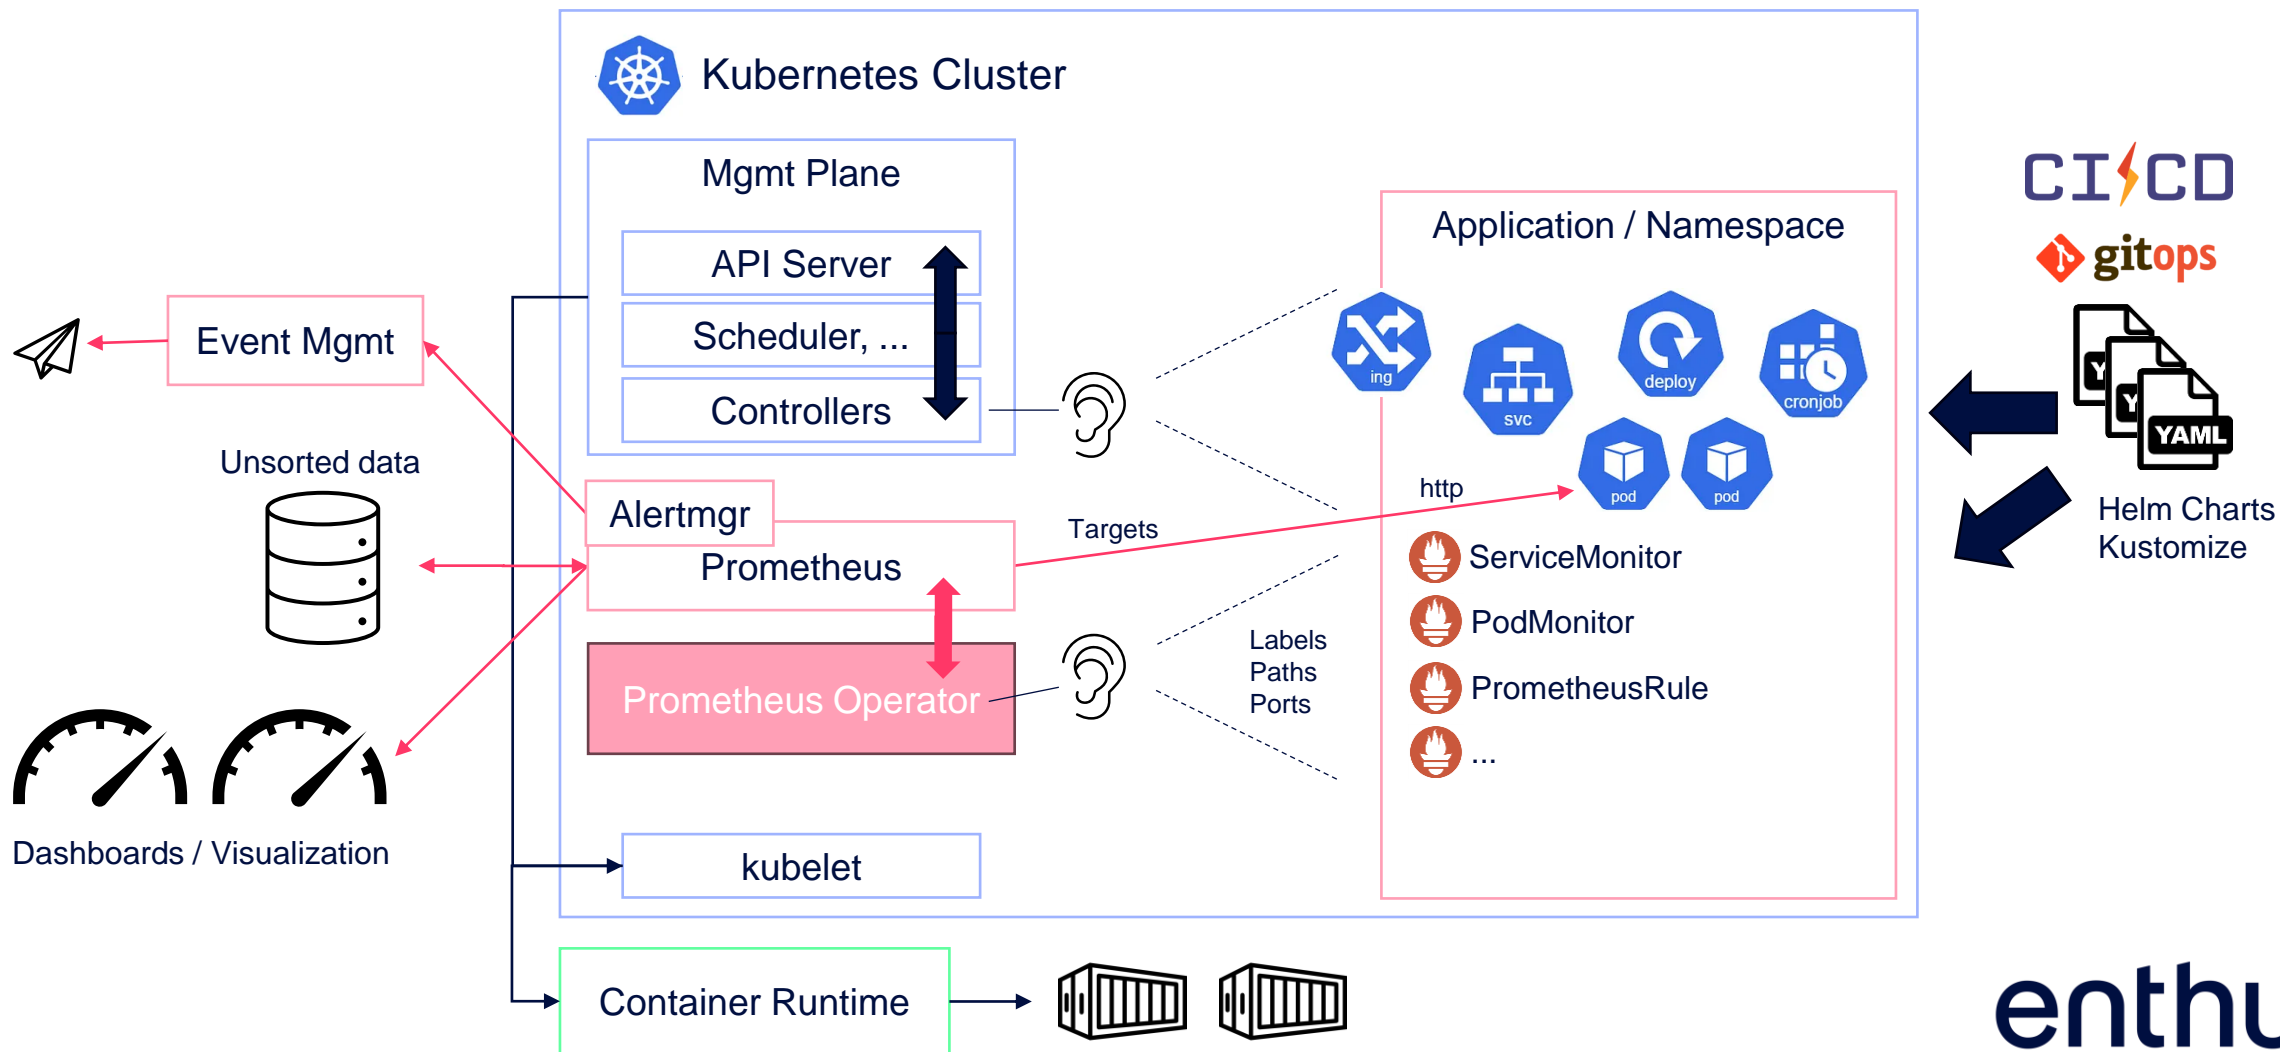 Kubernetes Cluster
Mgmt Plane
API Server
Scheduler, ...
Controllers
Event Mgmt
Unsorted data
Alertmgr
Prometheus
Prometheus Operator
Dashboards / Visualization
kubelet
Container Runtime
Targets
http
Labels
Paths
Ports
Application / Namespace
ing
svc
deploy
cronjob
pod
pod
ServiceMonitor
PodMonitor
PrometheusRule
...
CI CD
gitops
Y
Y
YAML
Helm Charts
Kustomize
enthu